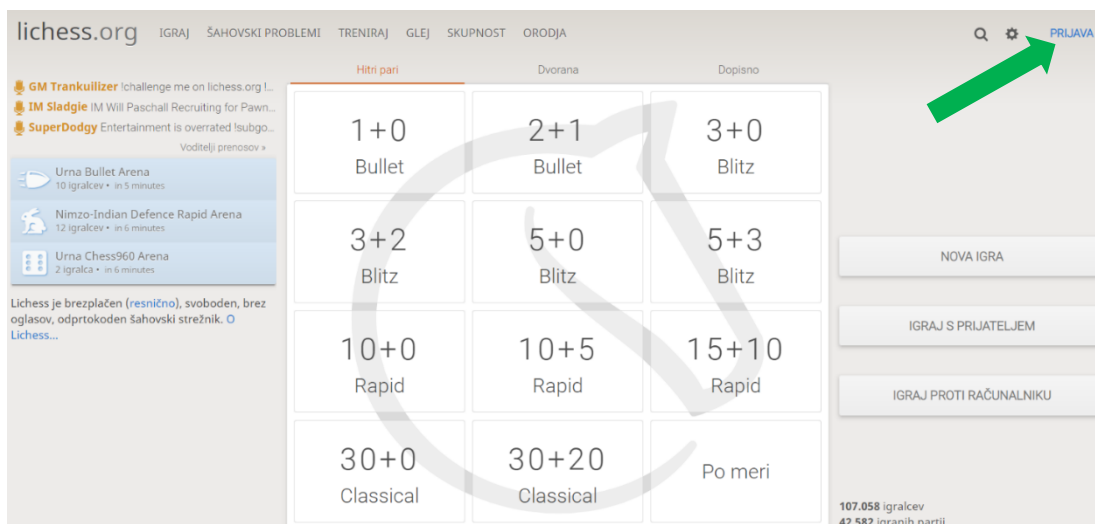 lichess.org IGRAJ ŠAHOVSKI PROBLEMI TRENIRAJ GLEJ SKUPNOST ORODJA PRIJAVA
GM Trankuilizer !challenge me on lichess.org !...
IM Sladgie IM Will Paschall Recruiting for Pawn...
SuperDodgy Entertainment is overrated !subgo...
Voditelji prenosov »
Urna Bullet Arena
10 igralcev • in 5 minutes
Nimzo-Indian Defence Rapid Arena
12 igralcev • in 6 minutes
Urna Chess960 Arena
2 igralca • in 6 minutes
Lichess je brezplačen (resnično), svoboden, brez
oglasov, odprtokoden šahovski strežnik. O
Lichess...
Hitri pari Dvorana Dopisno
1+0 2+1 3+0
Bullet Bullet Blitz
3+2 5+0 5+3
Blitz Blitz Blitz
10+0 10+5 15+10
Rapid Rapid Rapid
30+0 30+20 Po meri
Classical Classical
NOVA IGRA
IGRAJ S PRIJATELJEM
IGRAJ PROTI RAČUNALNIKU
107.058 igralcev
42.582 igranih partij